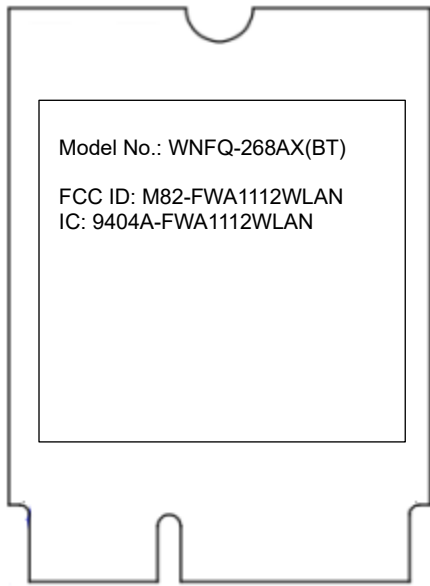 Model No.: WNFQ-268AX(BT)
FCC ID: M82-FWA1112WLAN
IC: 9404A-FWA1112WLAN